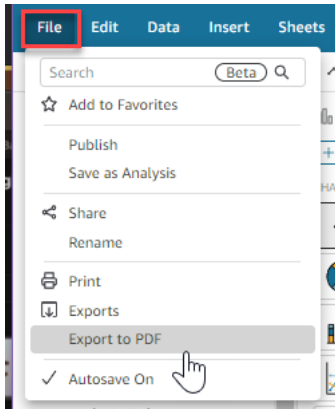 File Edit Data Insert Sheets
Search Beta
Add to Favorites
Publish
Save as Analysis
Share
Rename
Print
Exports
Export to PDF
Autosave On